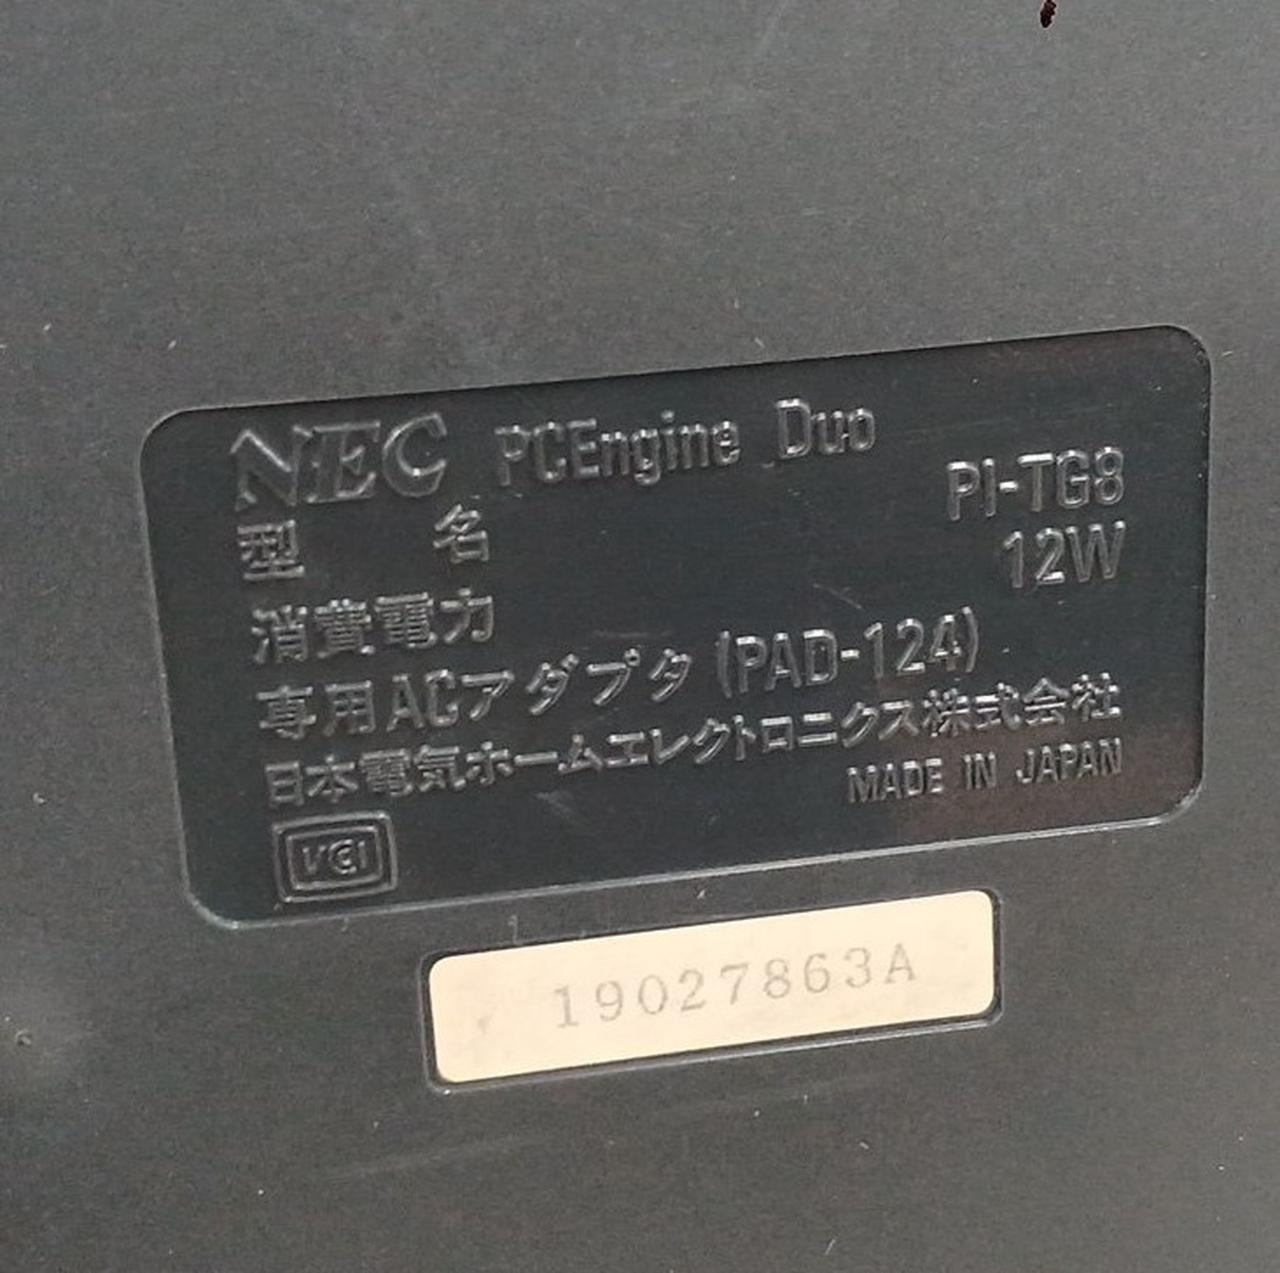 NEC PCEngine Duo
型名 PI-TG8
消費電力 12W
専用ACアダプタ (PAD-124)
日本電気ホームエレクトロニクス株式会社
MADE IN JAPAN
VCI
19027863A